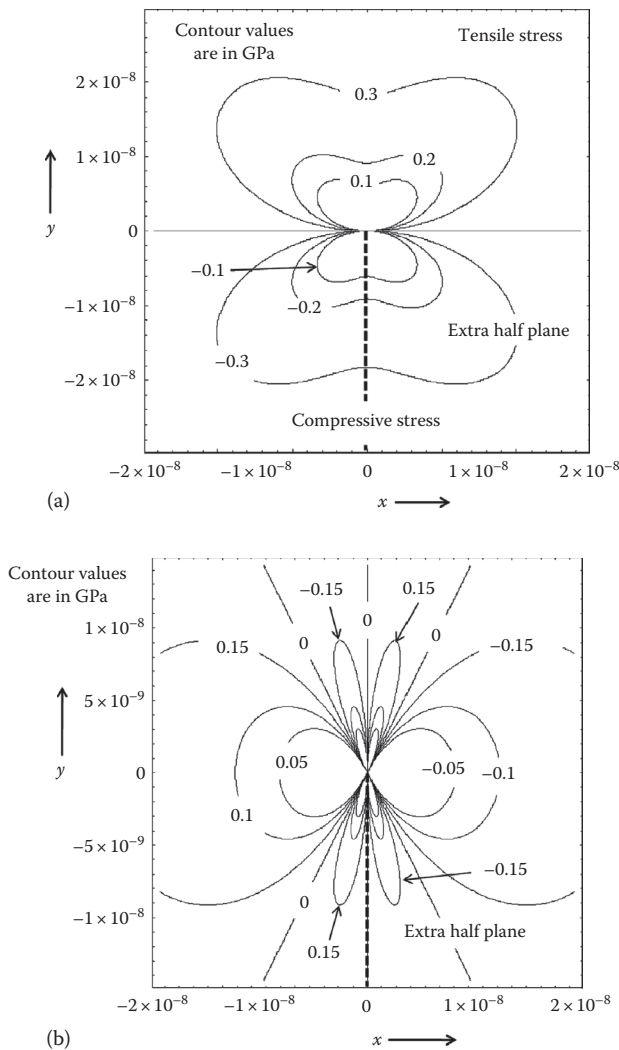 Contour values
are in GPa
Tensile stress
2 × 10⁻⁸
1 × 10⁻⁸
0
−1 × 10⁻⁸
−2 × 10⁻⁸
y
0.3
0.2
0.1
−0.1
−0.2
−0.3
Extra half plane
Compressive stress
−2 × 10⁻⁸
−1 × 10⁻⁸
0
1 × 10⁻⁸
2 × 10⁻⁸
x
(a)
Contour values
are in GPa
−0.15
0.15
0
0
0
−0.15
0.15
1 × 10⁻⁸
5 × 10⁻⁹
0
−5 × 10⁻⁹
−1 × 10⁻⁸
y
0.05
−0.05
−0.1
0.1
−0.15
0
0
0.15
Extra half plane
−2 × 10⁻⁸
−1 × 10⁻⁸
0
1 × 10⁻⁸
2 × 10⁻⁸
x
(b)